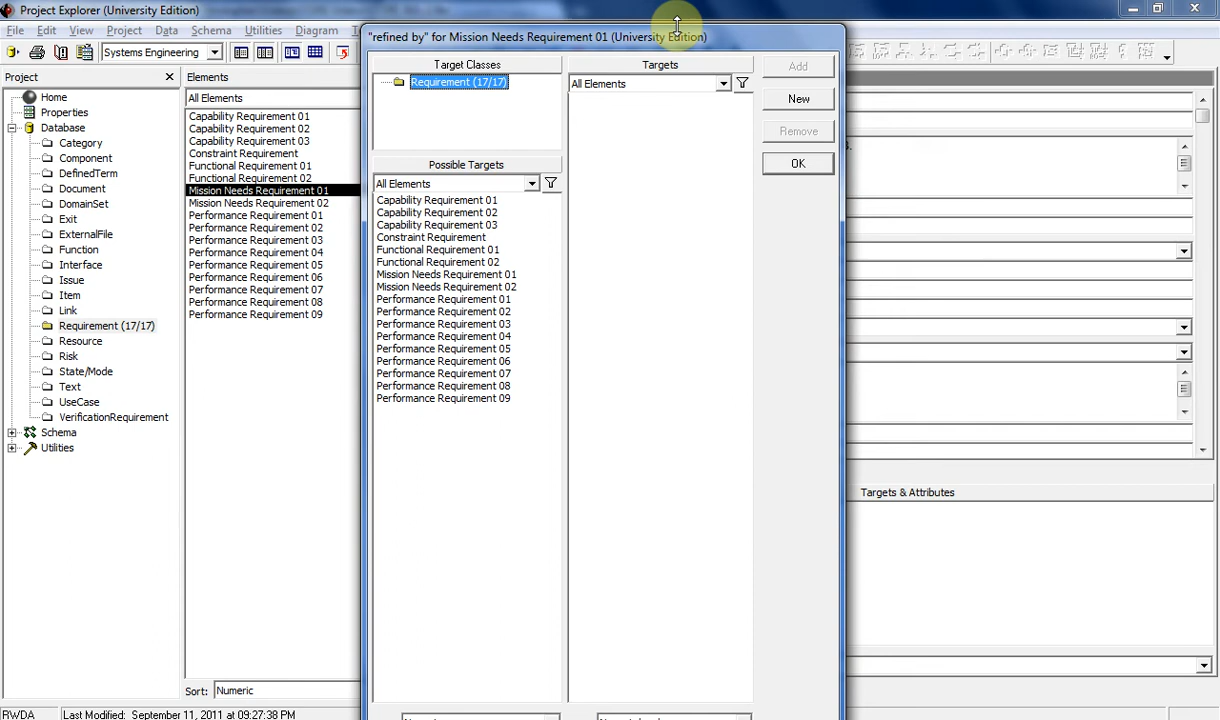 Project Explorer (University Edition)
File Edit View Project Data Schema Utilities Diagram
Systems Engineering
Project
Home
Properties
Database
Category
Component
DefinedTerm
Document
DomainSet
Exit
ExternalFile
Function
Interface
Issue
Item
Link
Requirement (17/17)
Resource
Risk
State/Mode
Text
UseCase
VerificationRequirement
Schema
Utilities
Elements
All Elements
Capability Requirement 01
Capability Requirement 02
Capability Requirement 03
Constraint Requirement
Functional Requirement 01
Functional Requirement 02
Mission Needs Requirement 01
Mission Needs Requirement 02
Performance Requirement 01
Performance Requirement 02
Performance Requirement 03
Performance Requirement 04
Performance Requirement 05
Performance Requirement 06
Performance Requirement 07
Performance Requirement 08
Performance Requirement 09
Sort: Numeric
"refined by" for Mission Needs Requirement 01 (University Edition)
Target Classes
Requirement (17/17)
Possible Targets
All Elements
Capability Requirement 01
Capability Requirement 02
Capability Requirement 03
Constraint Requirement
Functional Requirement 01
Functional Requirement 02
Mission Needs Requirement 01
Mission Needs Requirement 02
Performance Requirement 01
Performance Requirement 02
Performance Requirement 03
Performance Requirement 04
Performance Requirement 05
Performance Requirement 06
Performance Requirement 07
Performance Requirement 08
Performance Requirement 09
Targets
All Elements
Add
New
Remove
OK
Targets & Attributes
RWDA
Last Modified: September 11, 2011 at 09:27:38 PM